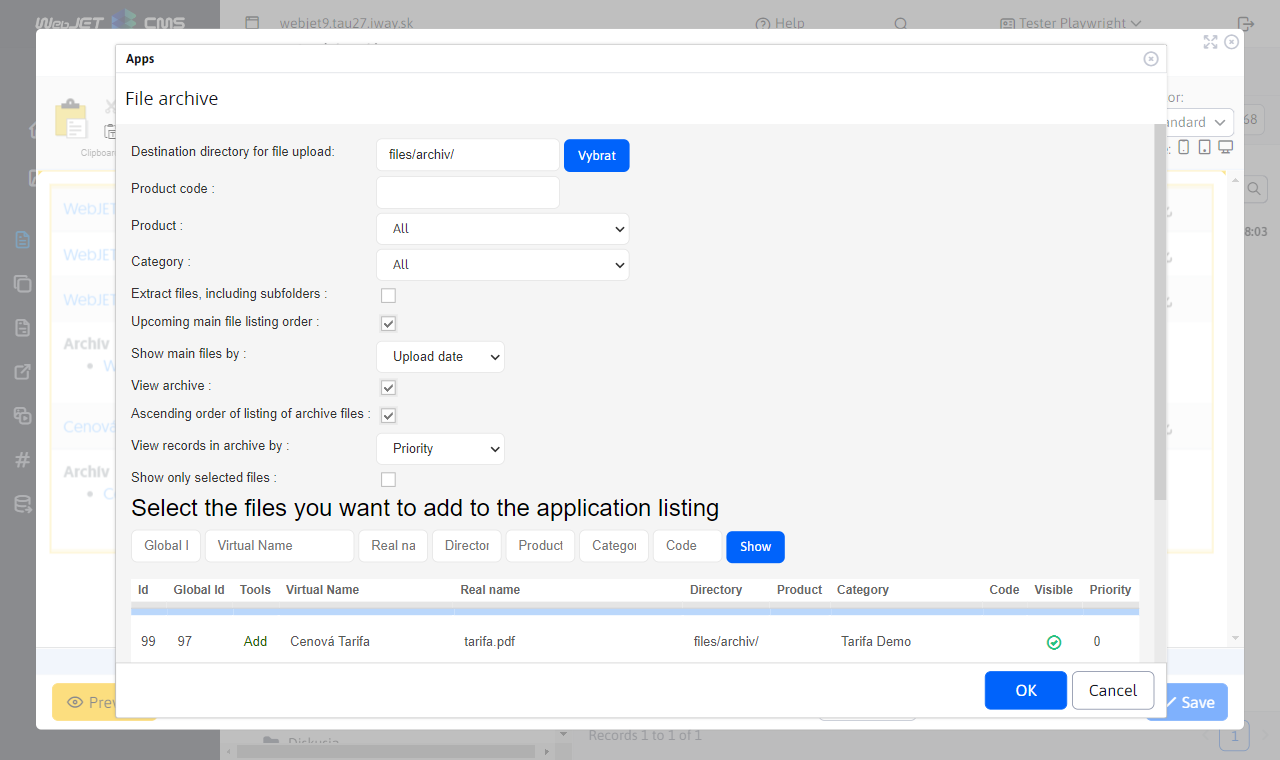 WebJET CMS
webjet9.tau27.iway.sk
Help
Tester Playwright
Apps
File archive
or:
ndard
68
Clipboar
Destination directory for file upload:
files/archiv/
Vybrat
Product code :
Product :
All
Category :
All
Extract files, including subfolders :
Upcoming main file listing order :
Show main files by :
Upload date
View archive :
Ascending order of listing of archive files :
View records in archive by :
Priority
Show only selected files :
WebJET
WebJET
WebJET
Archív
W
Cenov
Archív
C
8:03
Select the files you want to add to the application listing
Global I
Virtual Name
Real na
Director
Product
Categor
Code
Show
Id Global Id Tools Virtual Name Real name Directory Product Category Code Visible Priority
99 97 Add Cenová Tarifa tarifa.pdf files/archiv/ Tarifa Demo 0
OK
Cancel
Prev
Save
Diskusia
Records 1 to 1 of 1
1